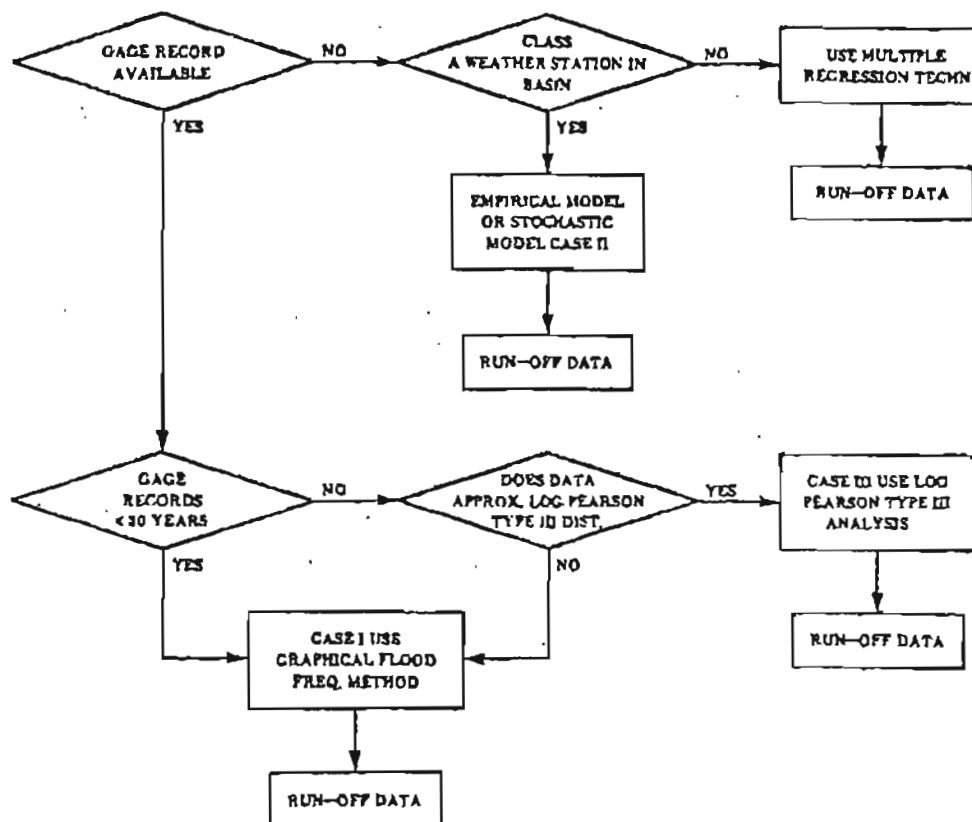 GAGE RECORD
AVAILABLE
NO
CLASS
A WEATHER STATION IN
BASIN
NO
USE MULTIPLE
REGRESSION TECHN
YES
YES
RUN-OFF DATA
EMPIRICAL MODEL
OR STOCHASTIC
MODEL CASE II
RUN-OFF DATA
GAGE
RECORDS
YEARS
NO
DOES DATA
APPROX. LOG PEARSON
TYPE III DIST.
YES
CASE III USE LOG
PEARSON TYPE III
ANALYSIS
YES
NO
RUN-OFF DATA
CASE I USE
GRAPHICAL FLOOD
FREQ. METHOD
RUN-OFF DATA